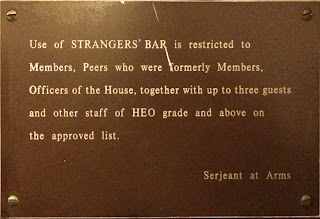 Use of STRANGERS' BAR is restricted to
Members, Peers who were formerly Members,
Officers of the House, together with up to three guests
and other staff of HEO grade and above on
the approved list.
Serjeant at Arms